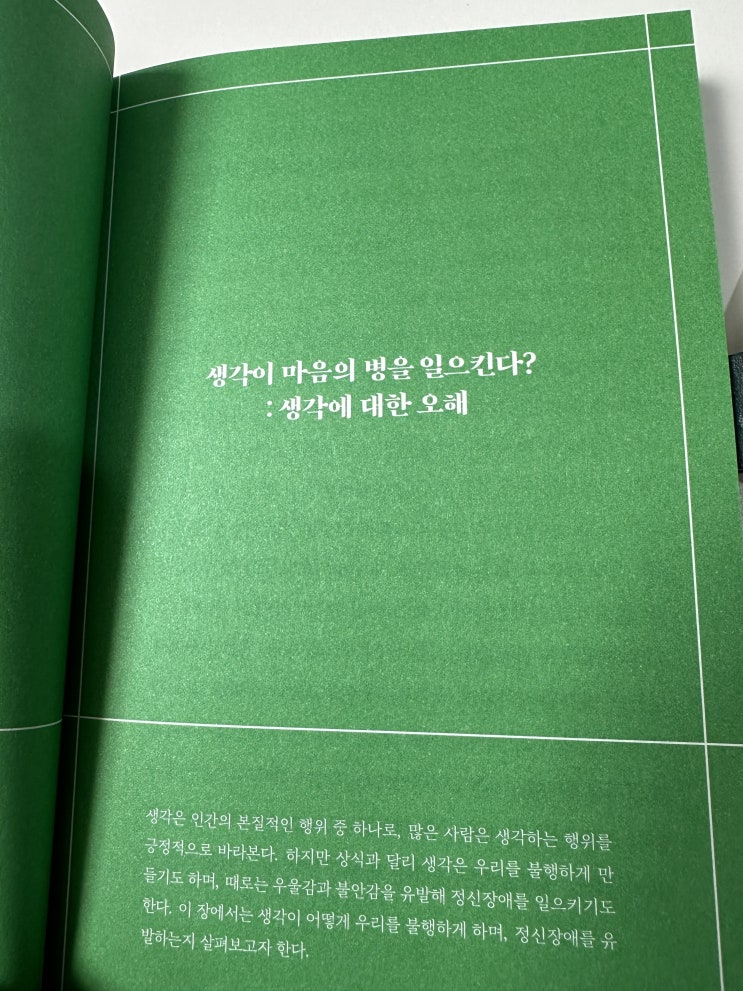 생각이 마음의 병을 일으킨다?
: 생각에 대한 오해
생각은 인간의 본질적인 행위 중 하나로, 많은 사람은 생각하는 행위를
긍정적으로 바라본다. 하지만 상식과 달리 생각은 우리를 불행하게 만
들기도 하며, 때로는 우울감과 불안감을 유발해 정신장애를 일으키기도
한다. 이 장에서는 생각이 어떻게 우리를 불행하게 하며, 정신장애를 유
발하는지 살펴보고자 한다.